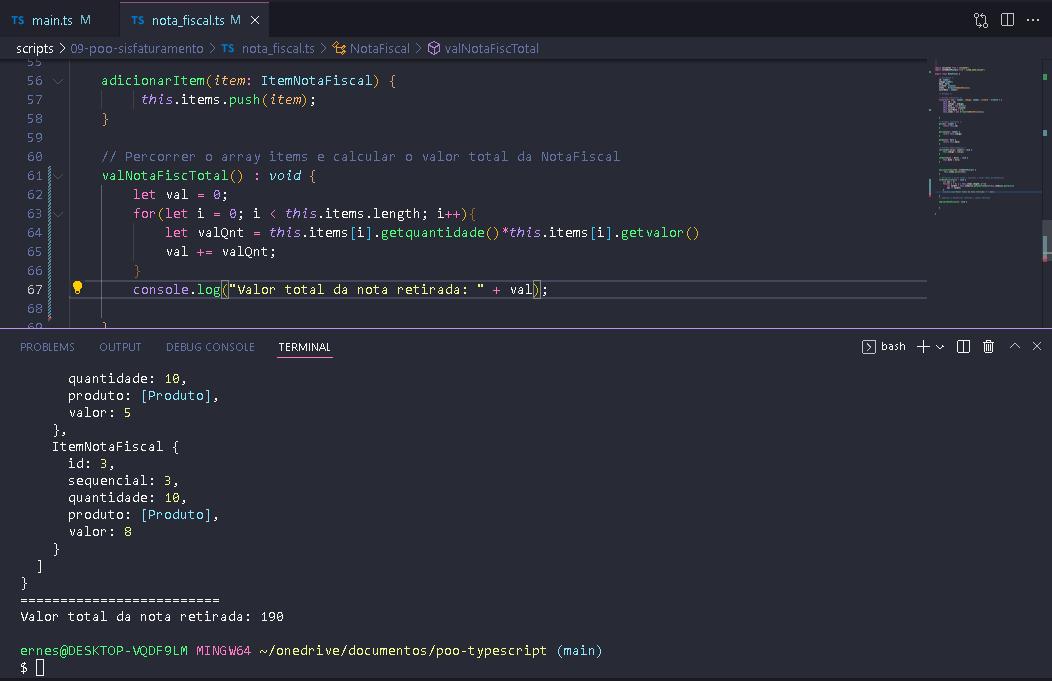 TS main.ts M TS nota_fiscal.ts M
scripts > 09-poo-sisfaturamento > TS nota_fiscal.ts > NotaFiscal > valNotaFiscTotal
55
56 adicionarItem(item: ItemNotaFiscal) {
57 this.items.push(item);
58 }
59
60 // Percorrer o array items e calcular o valor total da NotaFiscal
61 valNotaFiscTotal() : void {
62 let val = 0;
63 for(let i = 0; i < this.items.length; i++){
64 let valQnt = this.items[i].getquantidade()*this.items[i].getvalor()
65 val += valQnt;
66 }
67 console.log("Valor total da nota retirada: " + val);
68
69 }
PROBLEMS OUTPUT DEBUG CONSOLE TERMINAL bash
quantidade: 10,
produto: [Produto],
valor: 5
},
ItemNotaFiscal {
id: 3,
sequencial: 3,
quantidade: 10,
produto: [Produto],
valor: 8
}
]
}
=========================
Valor total da nota retirada: 190
ernes@DESKTOP-VQDF9LM MINGW64 ~/onedrive/documentos/poo-typescript (main)
$